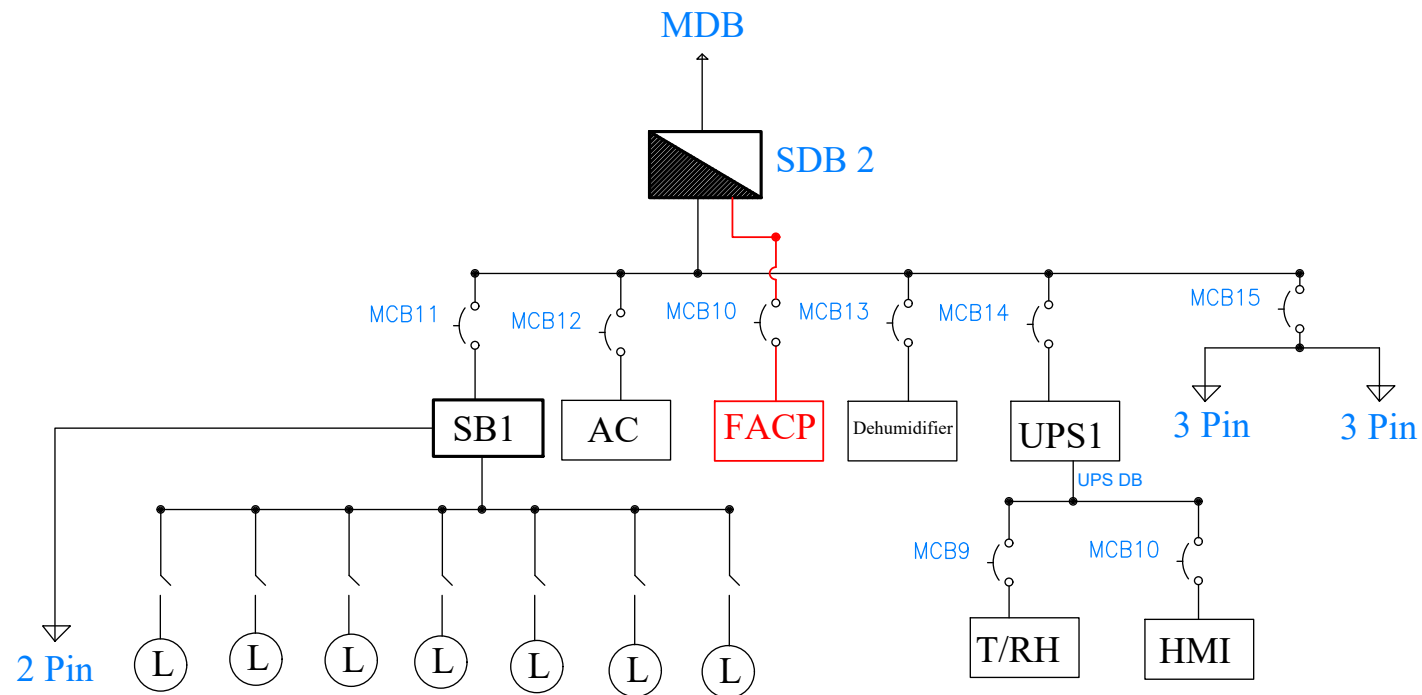 MDB
SDB 2
MCB11
MCB12
MCB10
MCB13
MCB14
MCB15
SB1
AC
FACP
Dehumidifier
UPS1
3 Pin
3 Pin
UPS DB
MCB9
MCB10
2 Pin
L
L
L
L
L
L
L
T/RH
HMI